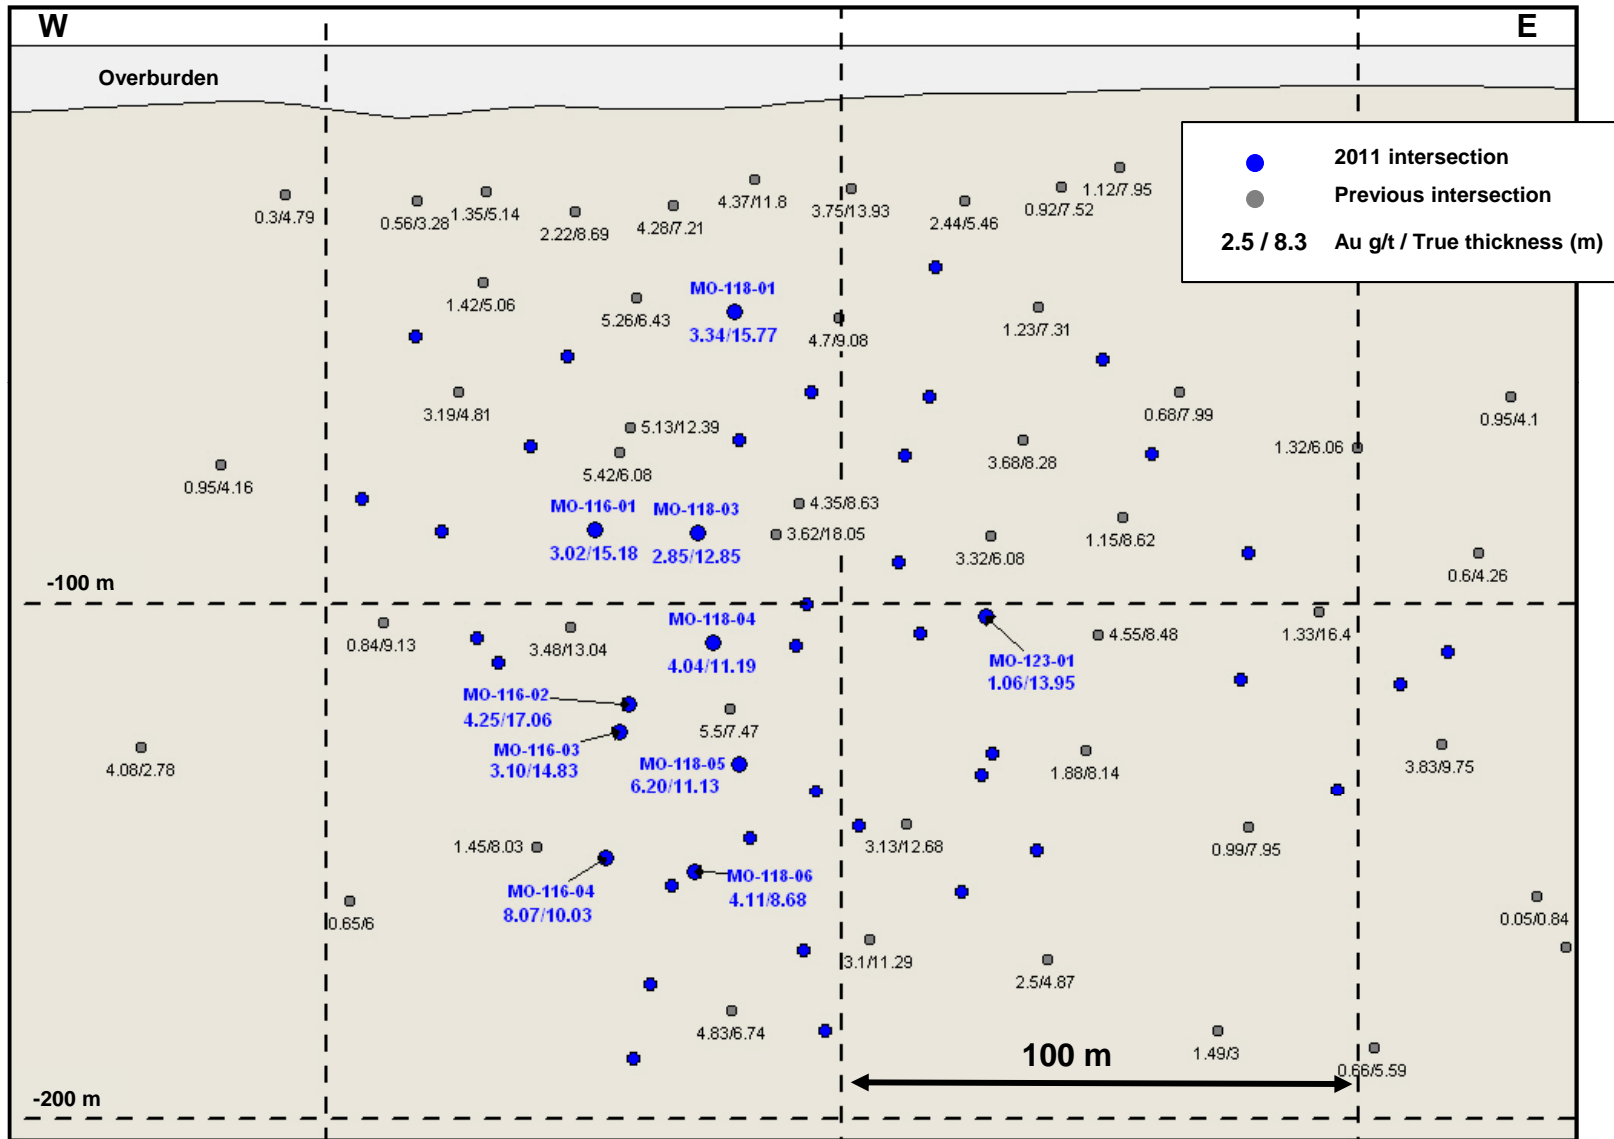 W
E
Overburden
2011 intersection
Previous intersection
2.5 / 8.3 Au g/t / True thickness (m)
0.3/4.79
0.56/3.28
1.35/5.14
2.22/8.69
4.28/7.21
4.37/11.8
3.75/13.93
2.44/5.46
0.92/7.52
1.12/7.95
1.42/5.06
5.26/6.43
MO-118-01
3.34/15.77
4.7/9.08
1.23/7.31
3.19/4.81
5.13/12.39
5.42/6.08
3.68/8.28
0.68/7.99
1.32/6.06
0.95/4.1
0.95/4.16
MO-116-01
3.02/15.18
MO-118-03
2.85/12.85
4.35/8.63
3.62/18.05
3.32/6.08
1.15/8.62
0.6/4.26
-100 m
0.84/9.13
3.48/13.04
MO-118-04
4.04/11.19
MO-123-01
1.06/13.95
4.55/8.48
1.33/16.4
MO-116-02
4.25/17.06
MO-116-03
3.10/14.83
5.5/7.47
MO-118-05
6.20/11.13
4.08/2.78
1.88/8.14
3.83/9.75
1.45/8.03
MO-116-04
8.07/10.03
MO-118-06
4.11/8.68
3.13/12.68
0.99/7.95
0.65/6
0.05/0.84
3.1/11.29
2.5/4.87
4.83/6.74
1.49/3
0.66/5.59
100 m
-200 m